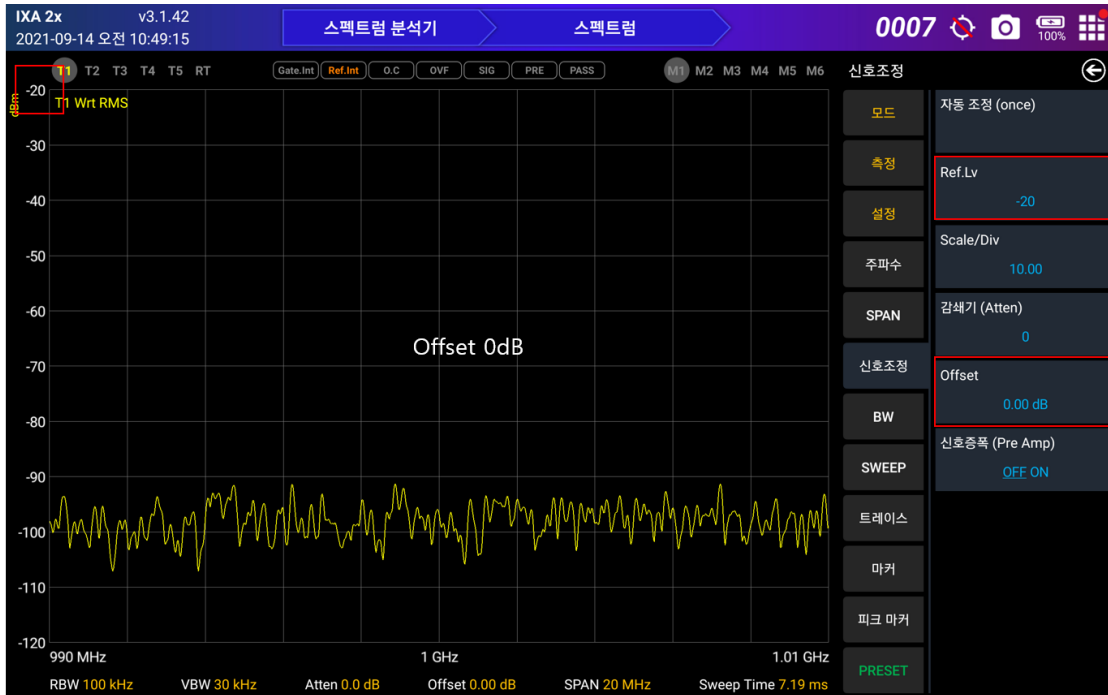 IXA 2x v3.1.42
2021-09-14 오전 10:49:15
스펙트럼 분석기
스펙트럼
0007
100%
T1 T2 T3 T4 T5 RT
Gate.Int Ref.Int O.C OVF SIG PRE PASS
M1 M2 M3 M4 M5 M6
신호조정
dBm
-20
T1 Wrt RMS
-30
-40
-50
-60
Offset 0dB
-70
-80
-90
-100
-110
-120
990 MHz 1 GHz 1.01 GHz
RBW 100 kHz VBW 30 kHz Atten 0.0 dB Offset 0.00 dB SPAN 20 MHz Sweep Time 7.19 ms
모드
측정
설정
주파수
SPAN
신호조정
BW
SWEEP
트레이스
마커
피크 마커
PRESET
자동 조정 (once)
Ref.Lv
-20
Scale/Div
10.00
감쇄기 (Atten)
0
Offset
0.00 dB
신호증폭 (Pre Amp)
OFF ON